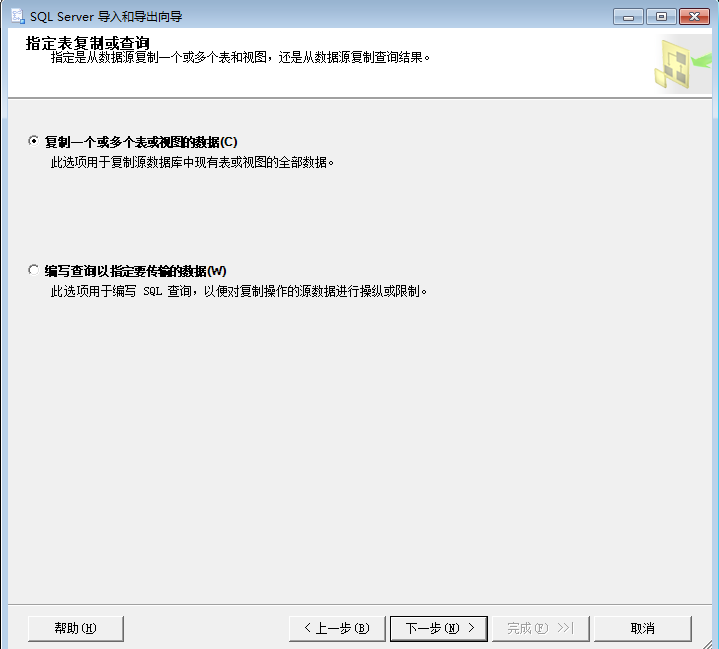 SQL Server 导入和导出向导
指定表复制或查询
指定是从数据源复制一个或多个表和视图，还是从数据源复制查询结果。
复制一个或多个表或视图的数据(C)
此选项用于复制源数据库中现有表或视图的全部数据。
编写查询以指定要传输的数据(W)
此选项用于编写 SQL 查询，以便对复制操作的源数据进行操纵或限制。
帮助(H)
< 上一步(B)
下一步(N) >
完成(F) >>|
取消